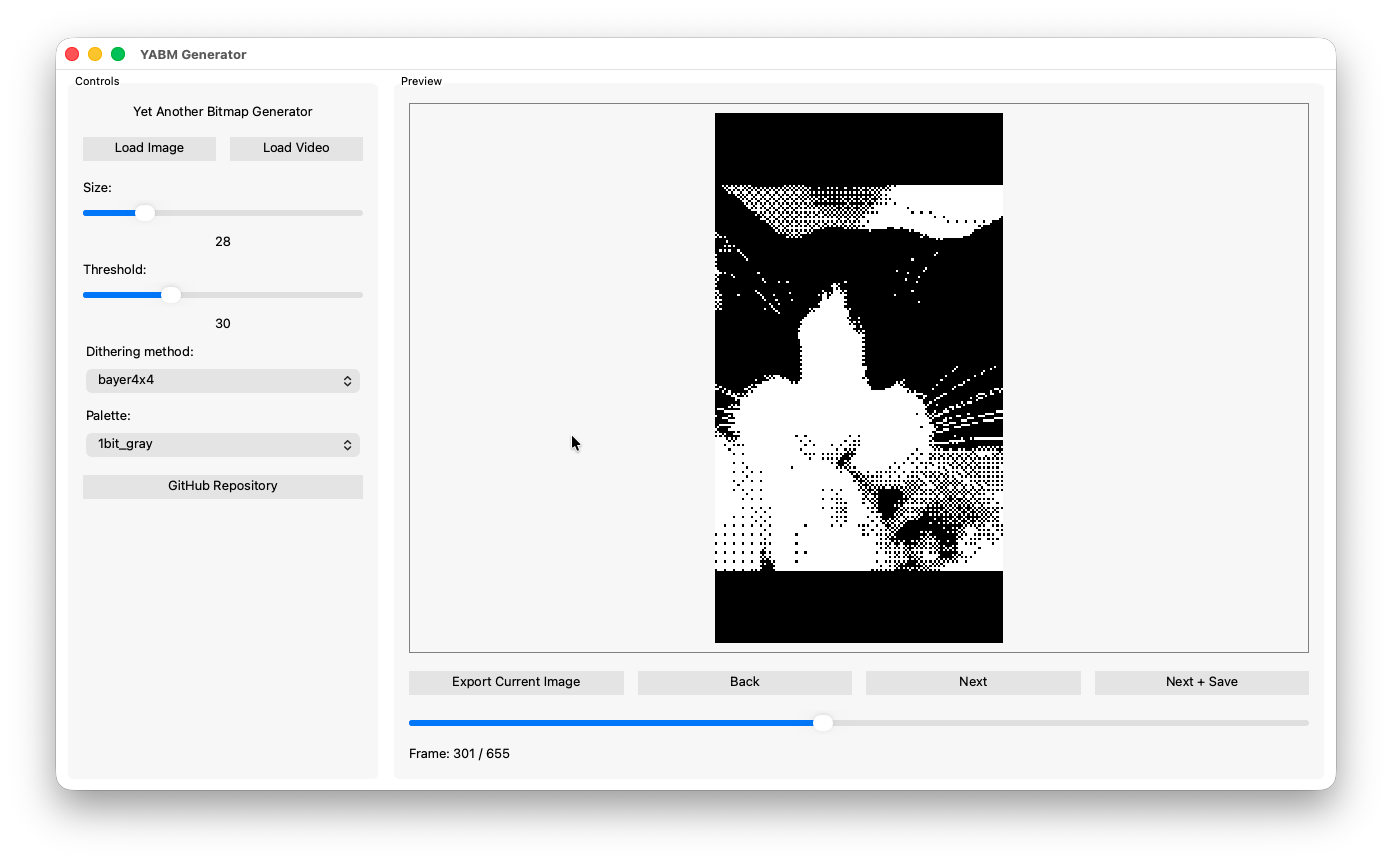 YABM Generator
Controls
Yet Another Bitmap Generator
Load Image
Load Video
Size:
28
Threshold:
30
Dithering method:
bayer4x4
Palette:
1bit_gray
GitHub Repository
Preview
Export Current Image
Back
Next
Next + Save
Frame: 301 / 655